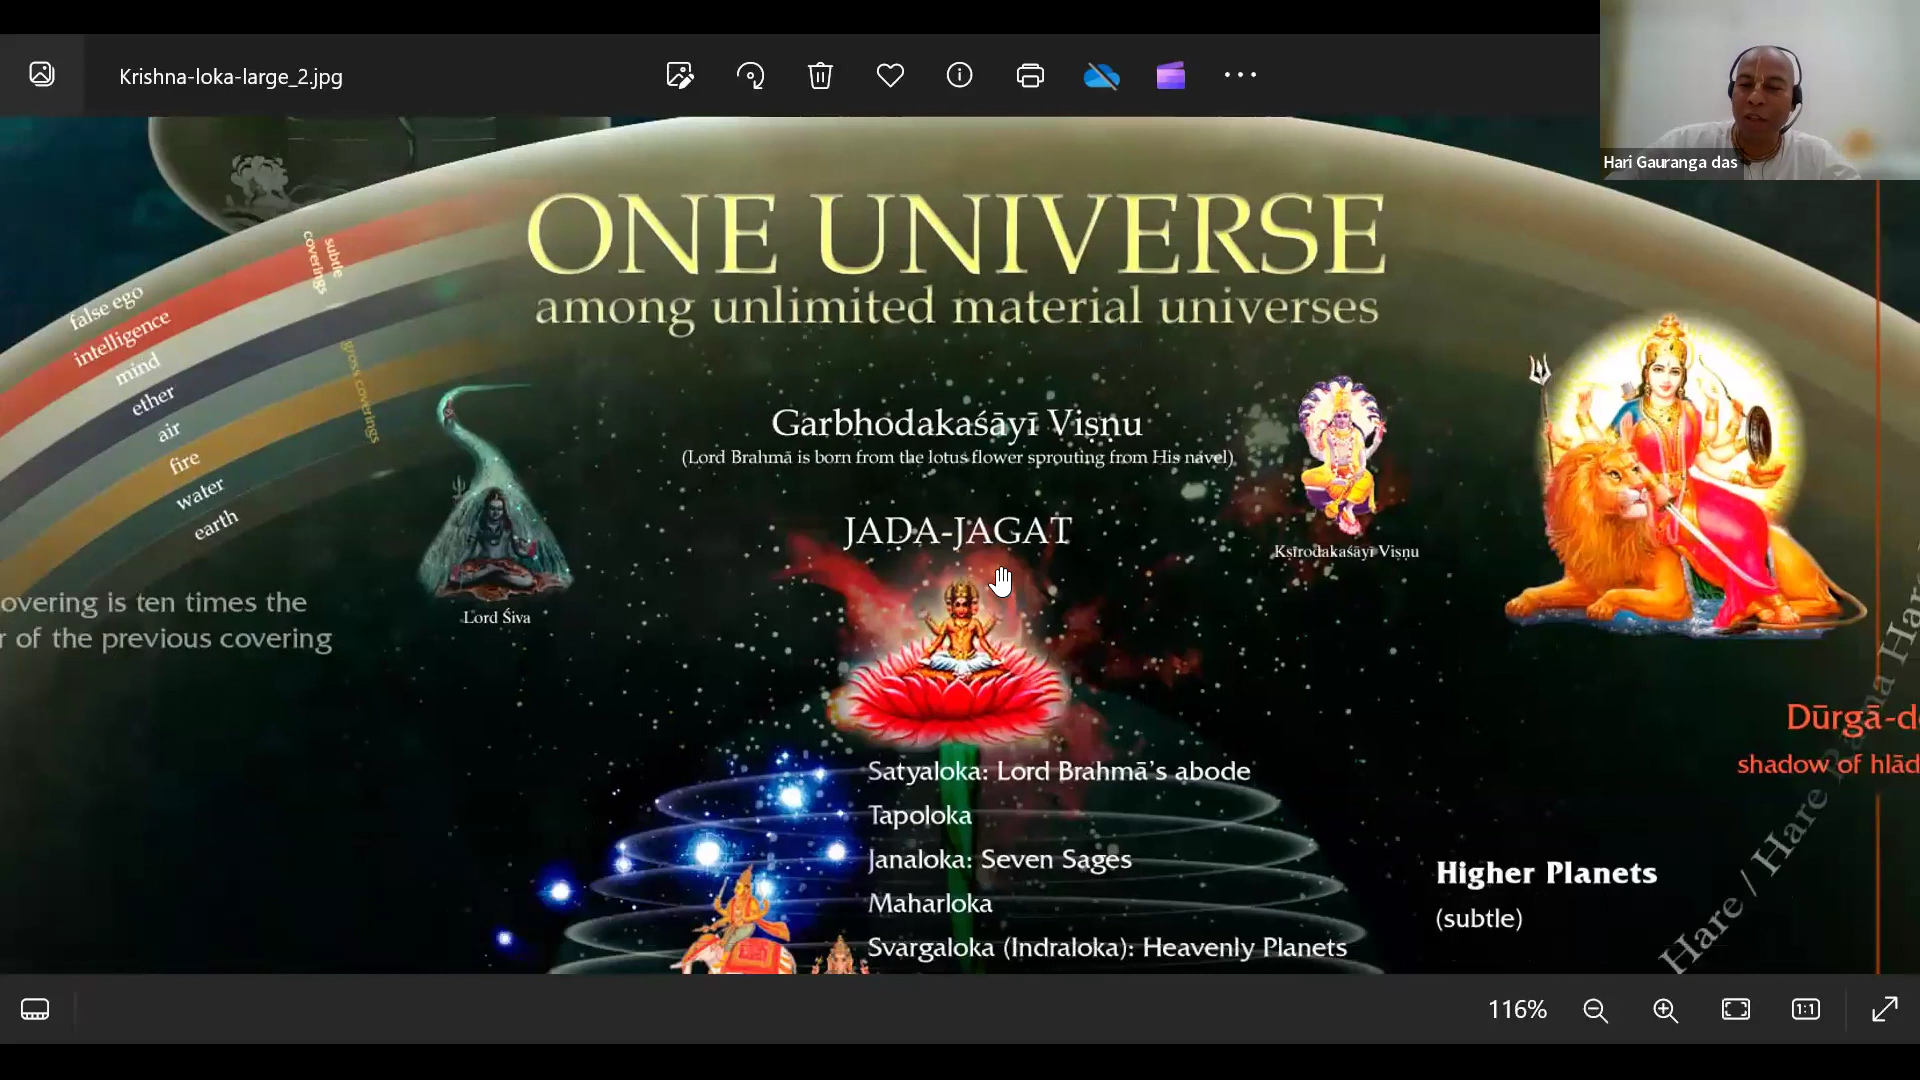 Krishna-loka-large_2.jpg
Hari Gauranga das
ONE UNIVERSE
among unlimited material universes
subtle
coverings
false ego
intelligence
mind
ether
air
fire
water
earth
gross coverings
Garbhodakaśāyī Viṣṇu
(Lord Brahmā is born from the lotus flower sprouting from His navel)
JADA-JAGAT
Lord Śiva
Kṣīrodakaśāyī Viṣṇu
overing is ten times the
r of the previous covering
Dūrgā-d
shadow of hlād
Satyaloka: Lord Brahmā's abode
Tapoloka
Janaloka: Seven Sages
Maharloka
Svargaloka (Indraloka): Heavenly Planets
Higher Planets
(subtle)
Hare / Hare Rama Har
116%
1:1